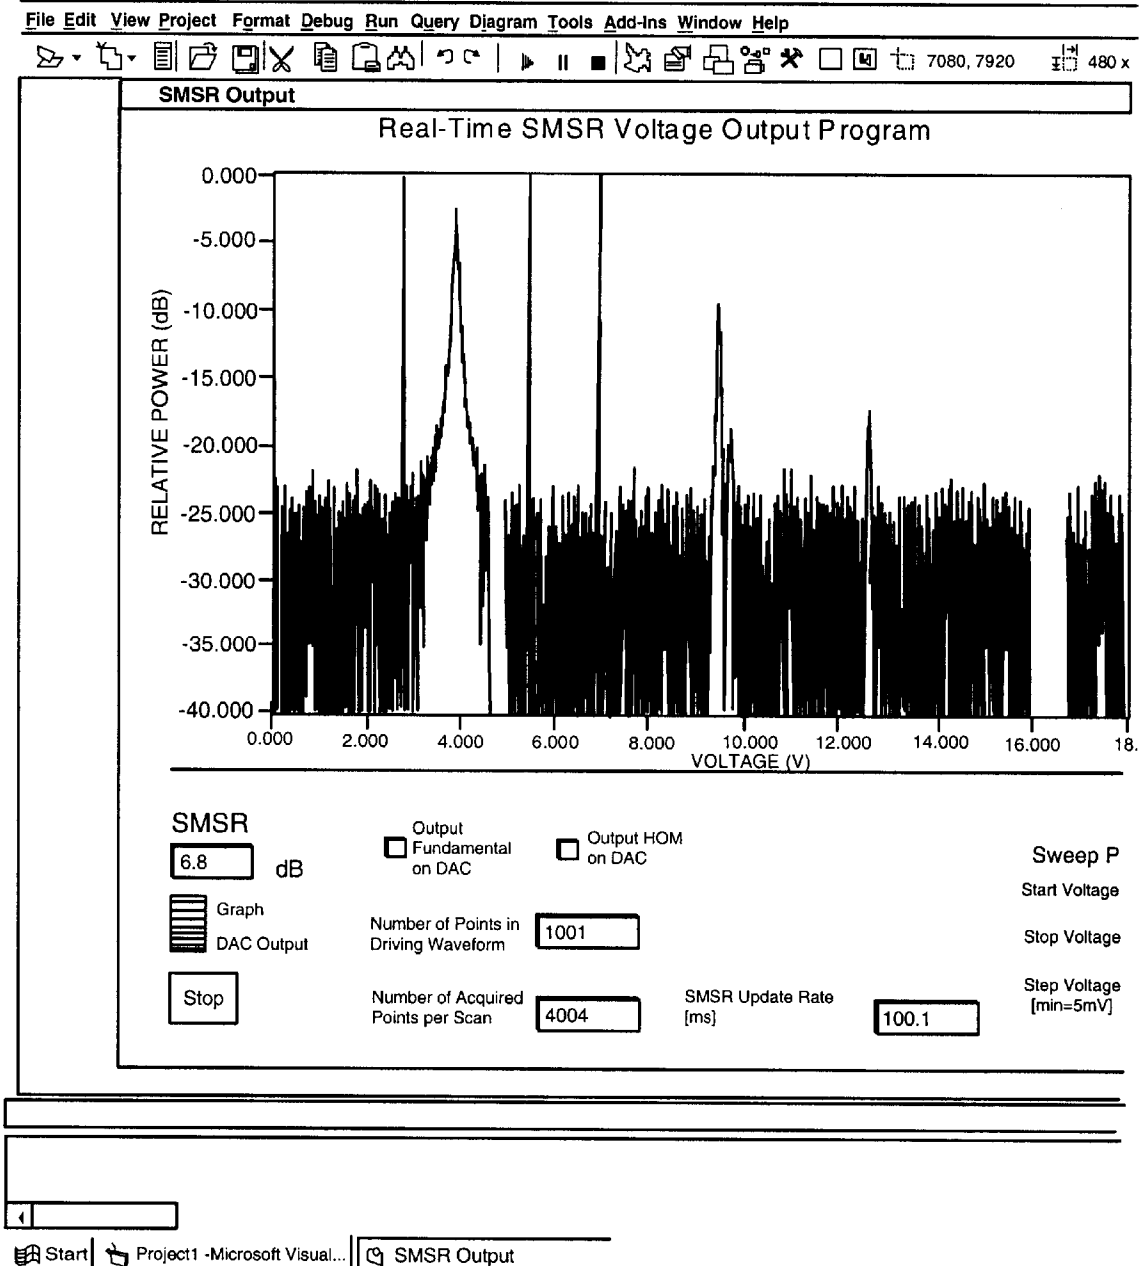 File Edit View Project Format Debug Run Query Diagram Tools Add-Ins Window Help
7080, 7920 480 x
SMSR Output
Real-Time SMSR Voltage Output Program
0.000
-5.000
-10.000
-15.000
-20.000
-25.000
-30.000
-35.000
-40.000
RELATIVE POWER (dB)
0.000 2.000 4.000 6.000 8.000 10.000 12.000 14.000 16.000 18.
VOLTAGE (V)
SMSR
6.8 dB
Graph
DAC Output
Stop
Output
Fundamental
on DAC
Output HOM
on DAC
Number of Points in
Driving Waveform
1001
Number of Acquired
Points per Scan
4004
SMSR Update Rate
[ms]
100.1
Sweep P
Start Voltage
Stop Voltage
Step Voltage
[min=5mV]
Start Project1 -Microsoft Visual... SMSR Output